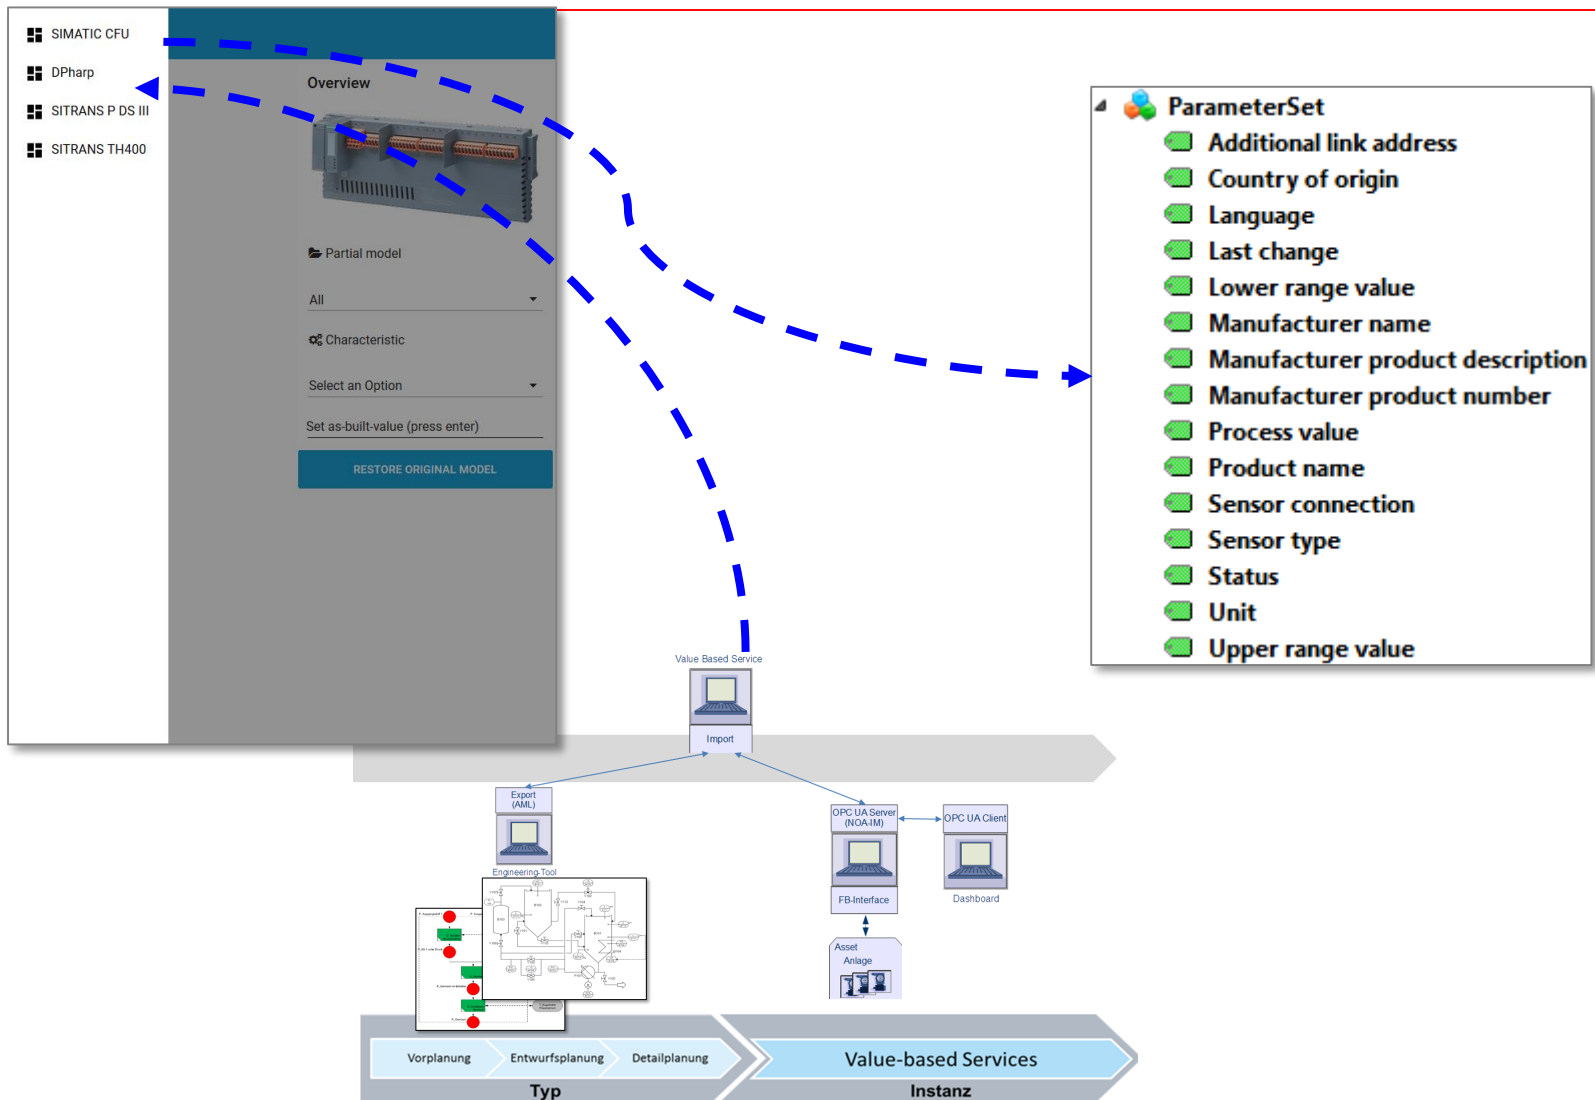 SIMATIC CFU
DPharp
SITRANS P DS III
SITRANS TH400
Overview
Partial model
All
Characteristic
Select an Option
Set as-built-value (press enter)
RESTORE ORIGINAL MODEL
ParameterSet
Additional link address
Country of origin
Language
Last change
Lower range value
Manufacturer name
Manufacturer product description
Manufacturer product number
Process value
Product name
Sensor connection
Sensor type
Status
Unit
Upper range value
Value Based Service
Import
Export
(AML)
Engineering-Tool
OPC UA Server
(NOA-IM)
OPC UA Client
FB-Interface
Dashboard
Asset
Anlage
Vorplanung
Entwurfsplanung
Detailplanung
Value-based Services
Typ
Instanz